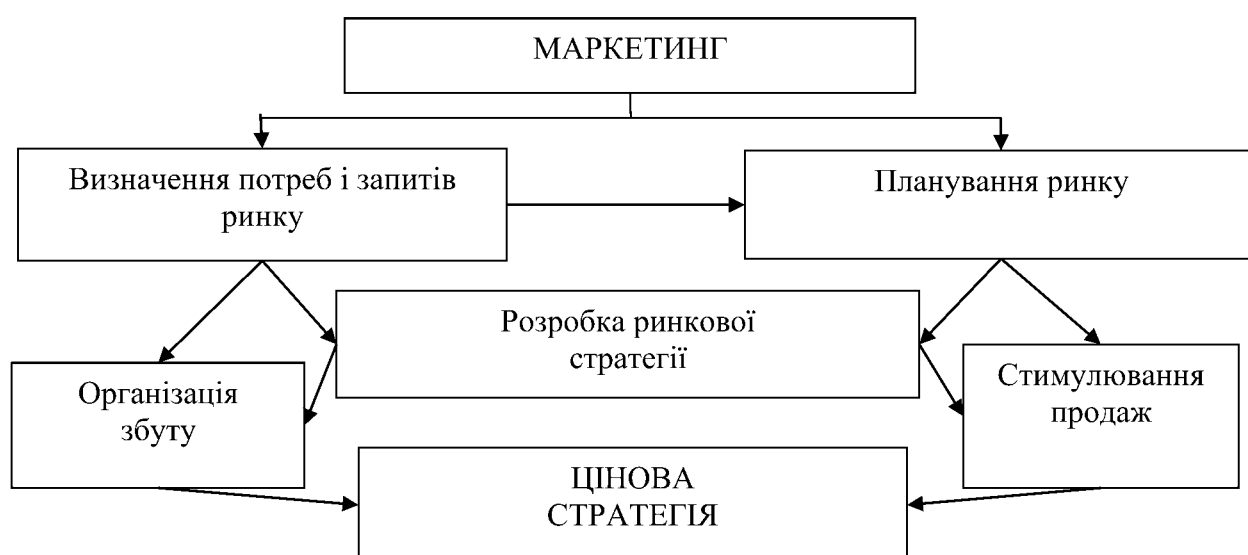 МАРКЕТИНГ
Визначення потреб і запитів
ринку
Планування ринку
Розробка ринкової
стратегії
Організація
збуту
Стимулювання
продаж
ЦІНОВА
СТРАТЕГІЯ